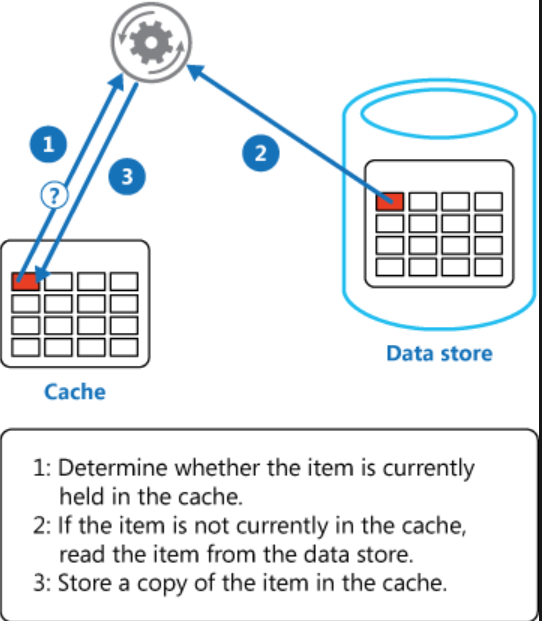 1
2
3
?
Data store
Cache
1: Determine whether the item is currently
held in the cache.
2: If the item is not currently in the cache,
read the item from the data store.
3: Store a copy of the item in the cache.